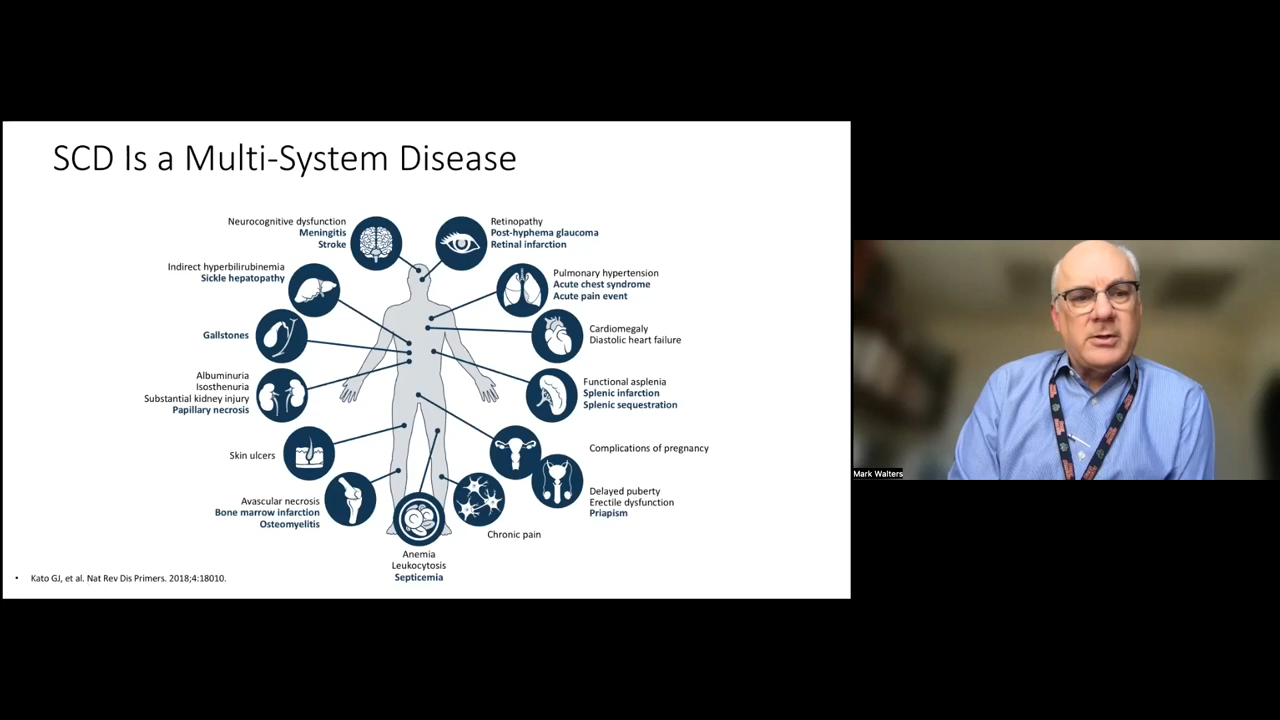 SCD Is a Multi-System Disease
Neurocognitive dysfunction
Meningitis
Stroke
Retinopathy
Post-hyphema glaucoma
Retinal infarction
Indirect hyperbilirubinemia
Sickle hepatopathy
Pulmonary hypertension
Acute chest syndrome
Acute pain event
Gallstones
Cardiomegaly
Diastolic heart failure
Albuminuria
Isosthenuria
Substantial kidney injury
Papillary necrosis
Functional asplenia
Splenic infarction
Splenic sequestration
Skin ulcers
Complications of pregnancy
Avascular necrosis
Bone marrow infarction
Osteomyelitis
Delayed puberty
Erectile dysfunction
Priapism
Chronic pain
Anemia
Leukocytosis
Septicemia
• Kato GJ, et al. Nat Rev Dis Primers. 2018;4:18010.
Mark Walters